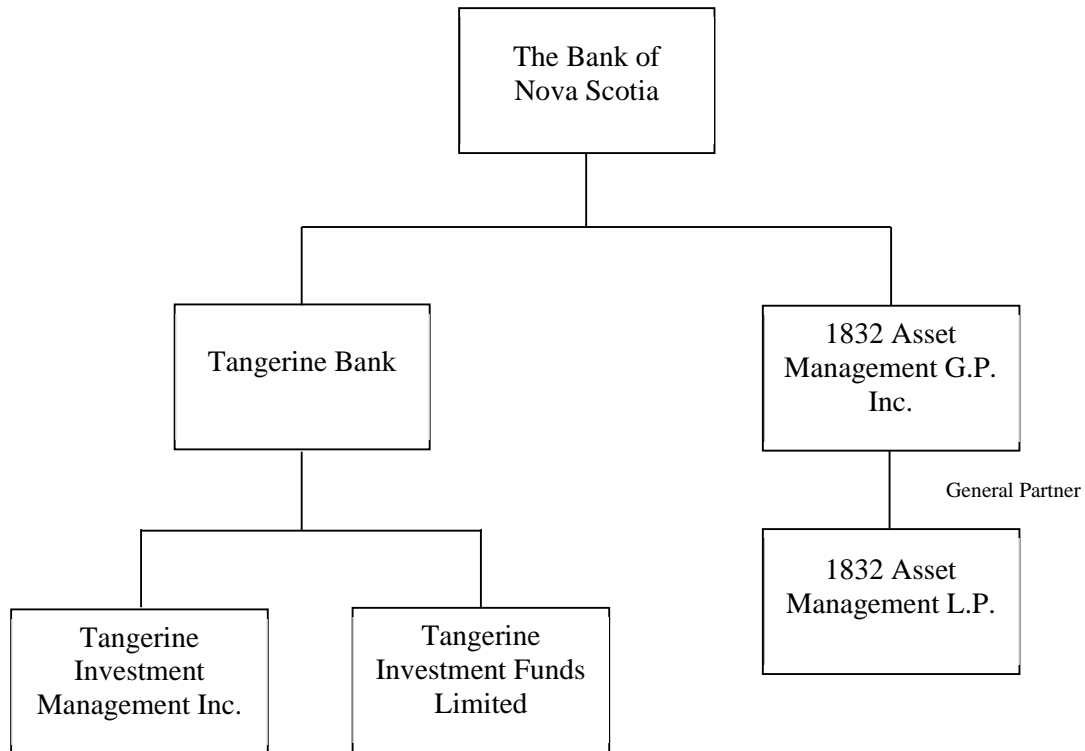 The Bank of
Nova Scotia
Tangerine Bank
1832 Asset
Management G.P.
Inc.
General Partner
1832 Asset
Management L.P.
Tangerine
Investment
Management Inc.
Tangerine
Investment Funds
Limited